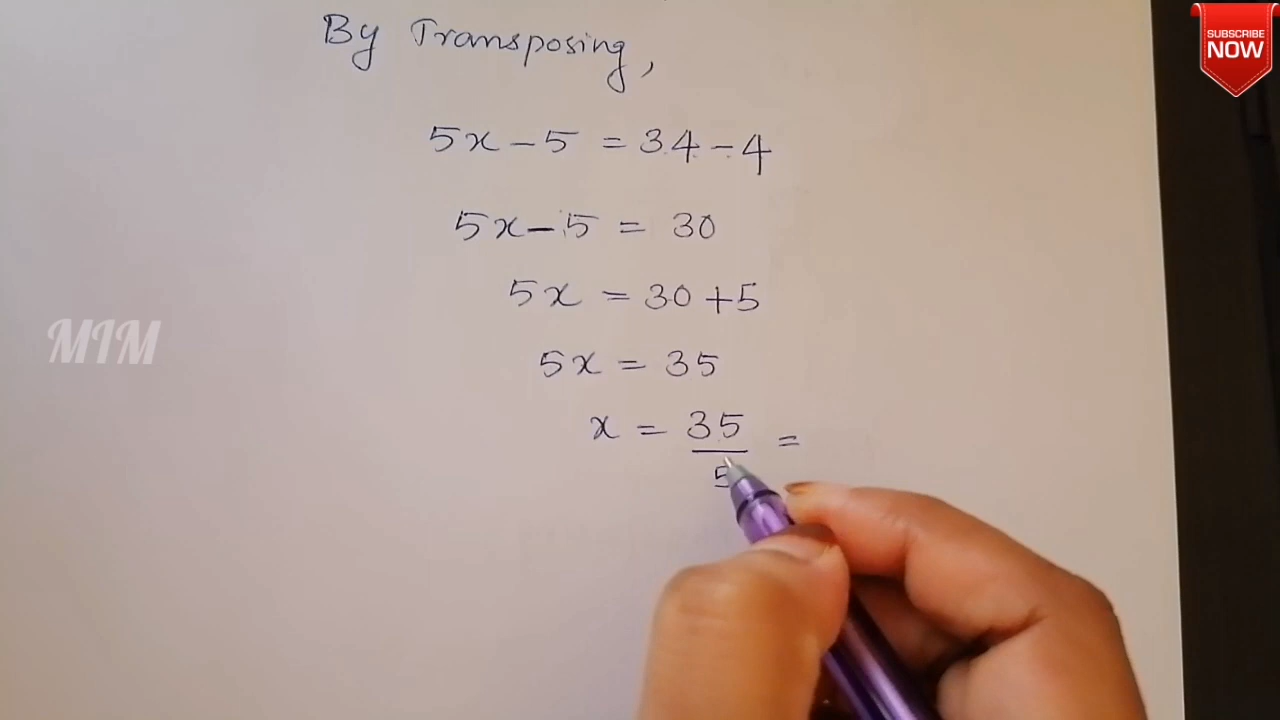 By Transposing,
SUBSCRIBE
NOW
5x - 5 = 34 - 4
5x - 5 = 30
5x = 30 + 5
MIM
5x = 35
x = 35/5 =